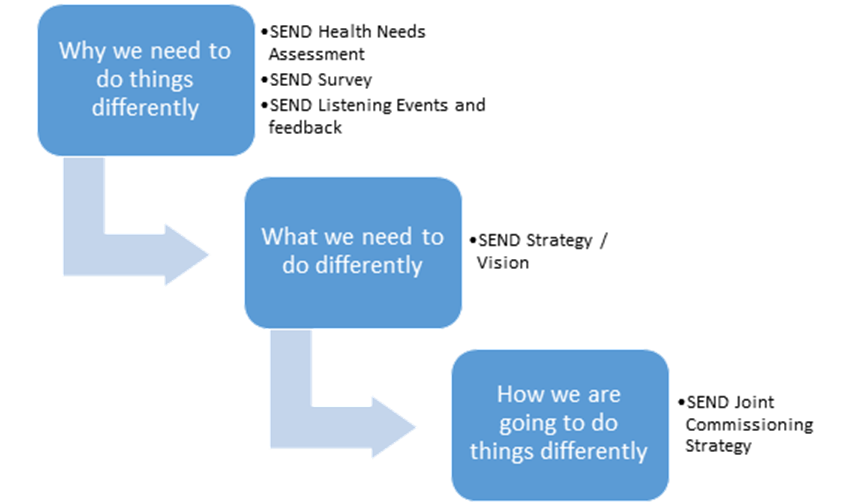 Why we need to
do things
differently
•SEND Health Needs
Assessment
•SEND Survey
•SEND Listening Events and
feedback
What we need to
do differently
•SEND Strategy /
Vision
How we are
going to do
things differently
•SEND Joint
Commissioning
Strategy